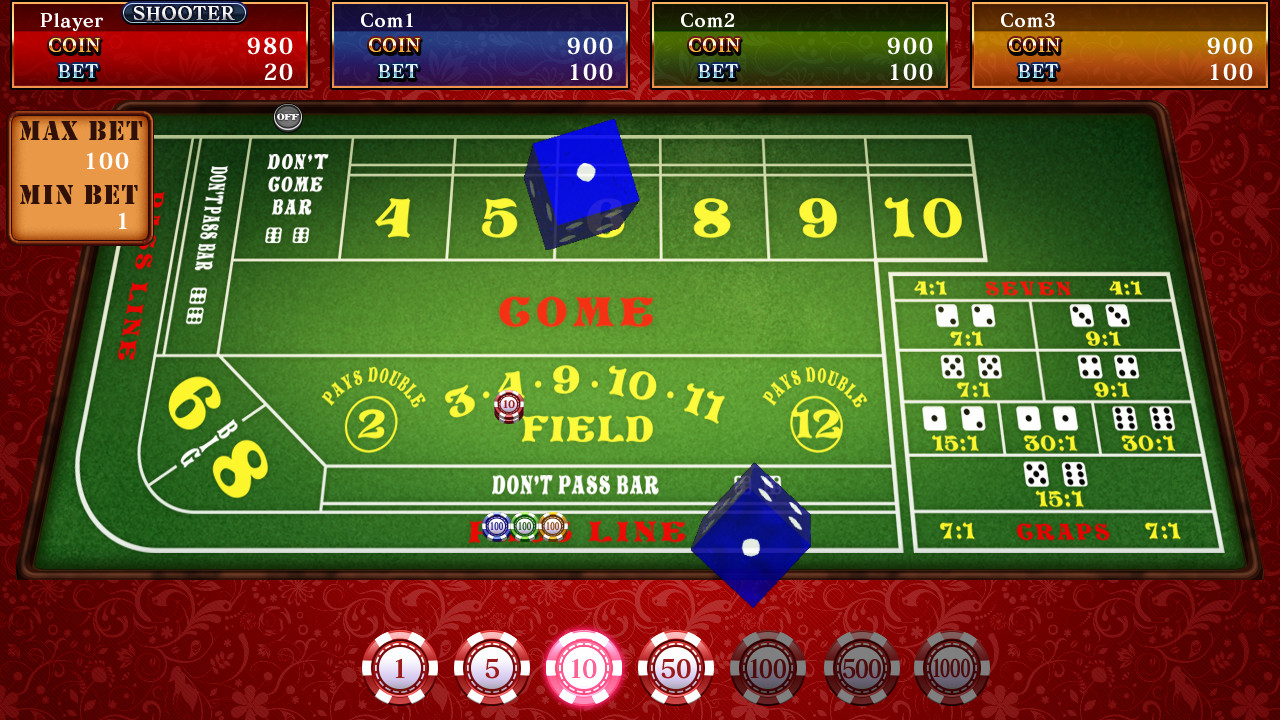 Player SHOOTER
COIN 980
BET 20
Com1
COIN 900
BET 100
Com2
COIN 900
BET 100
Com3
COIN 900
BET 100
MAX BET
100
MIN BET
1
OFF
PASS LINE
DON'T PASS BAR
DON'T
COME
BAR
4 5 6 8 9 10
COME
4:1 SEVEN 4:1
7:1 9:1
7:1 9:1
15:1 30:1 30:1
15:1
7:1 CRAPS 7:1
6
BIG
8
PAYS DOUBLE
2
3 · 4 · 9 · 10 · 11
10
FIELD
PAYS DOUBLE
12
DON'T PASS BAR
PASS LINE
100 100 100
1 5 10 50 100 500 1000